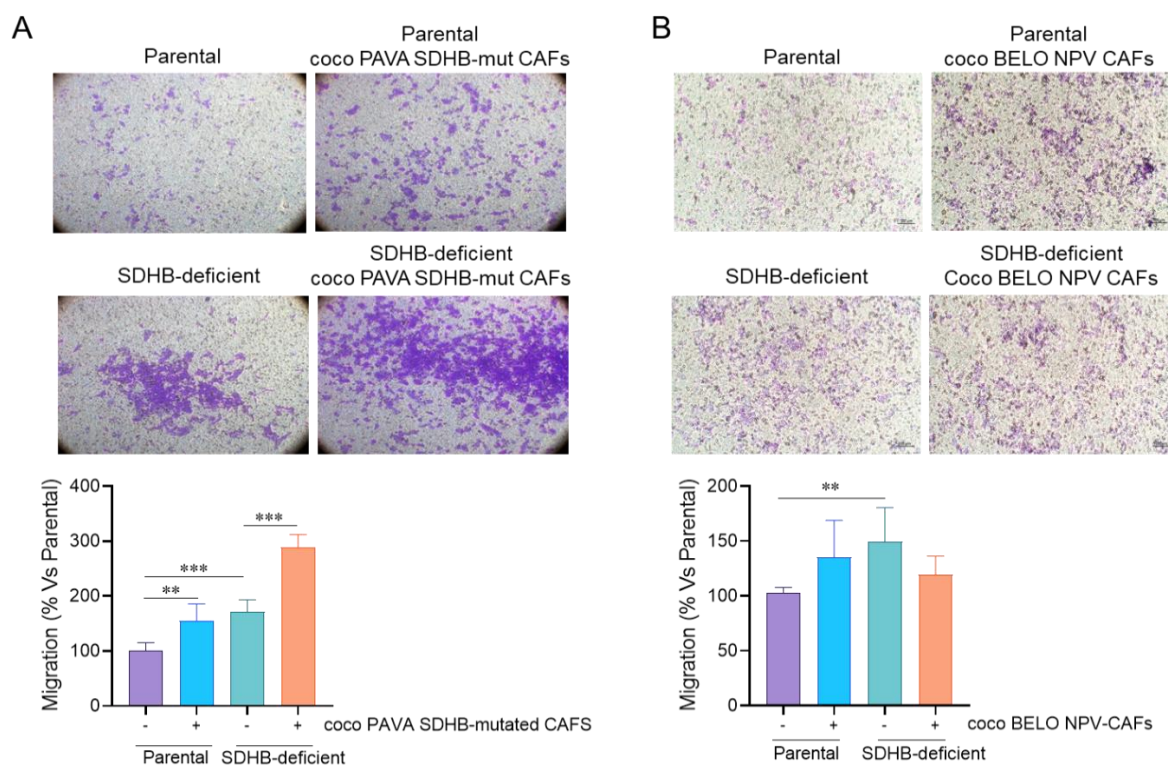 A
Parental
Parental
coco PAVA SDHB-mut CAFs
SDHB-deficient
SDHB-deficient
coco PAVA SDHB-mut CAFs
Migration (% Vs Parental)
400
300
200
100
0
***
***
**
- + - + coco PAVA SDHB-mutated CAFS
Parental SDHB-deficient
B
Parental
Parental
coco BELO NPV CAFs
SDHB-deficient
SDHB-deficient
Coco BELO NPV CAFs
Migration (% Vs Parental)
200
150
100
50
0
**
- + - + coco BELO NPV-CAFs
Parental SDHB-deficient